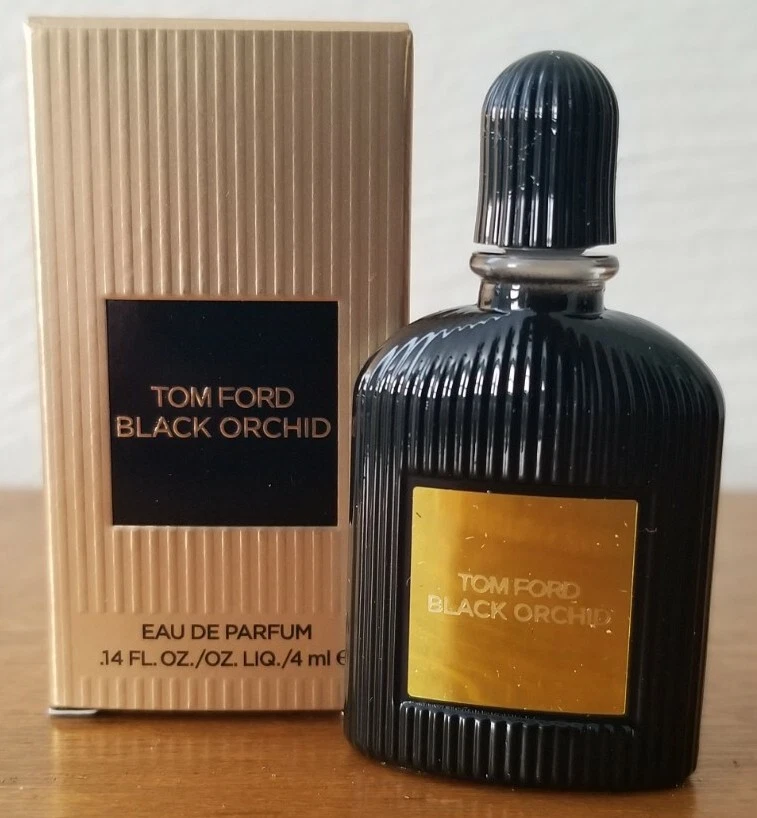 TOM FORD
BLACK ORCHID
EAU DE PARFUM
.14 FL. OZ./OZ. LIQ./4 ml e
TOM FORD
BLACK ORCHID